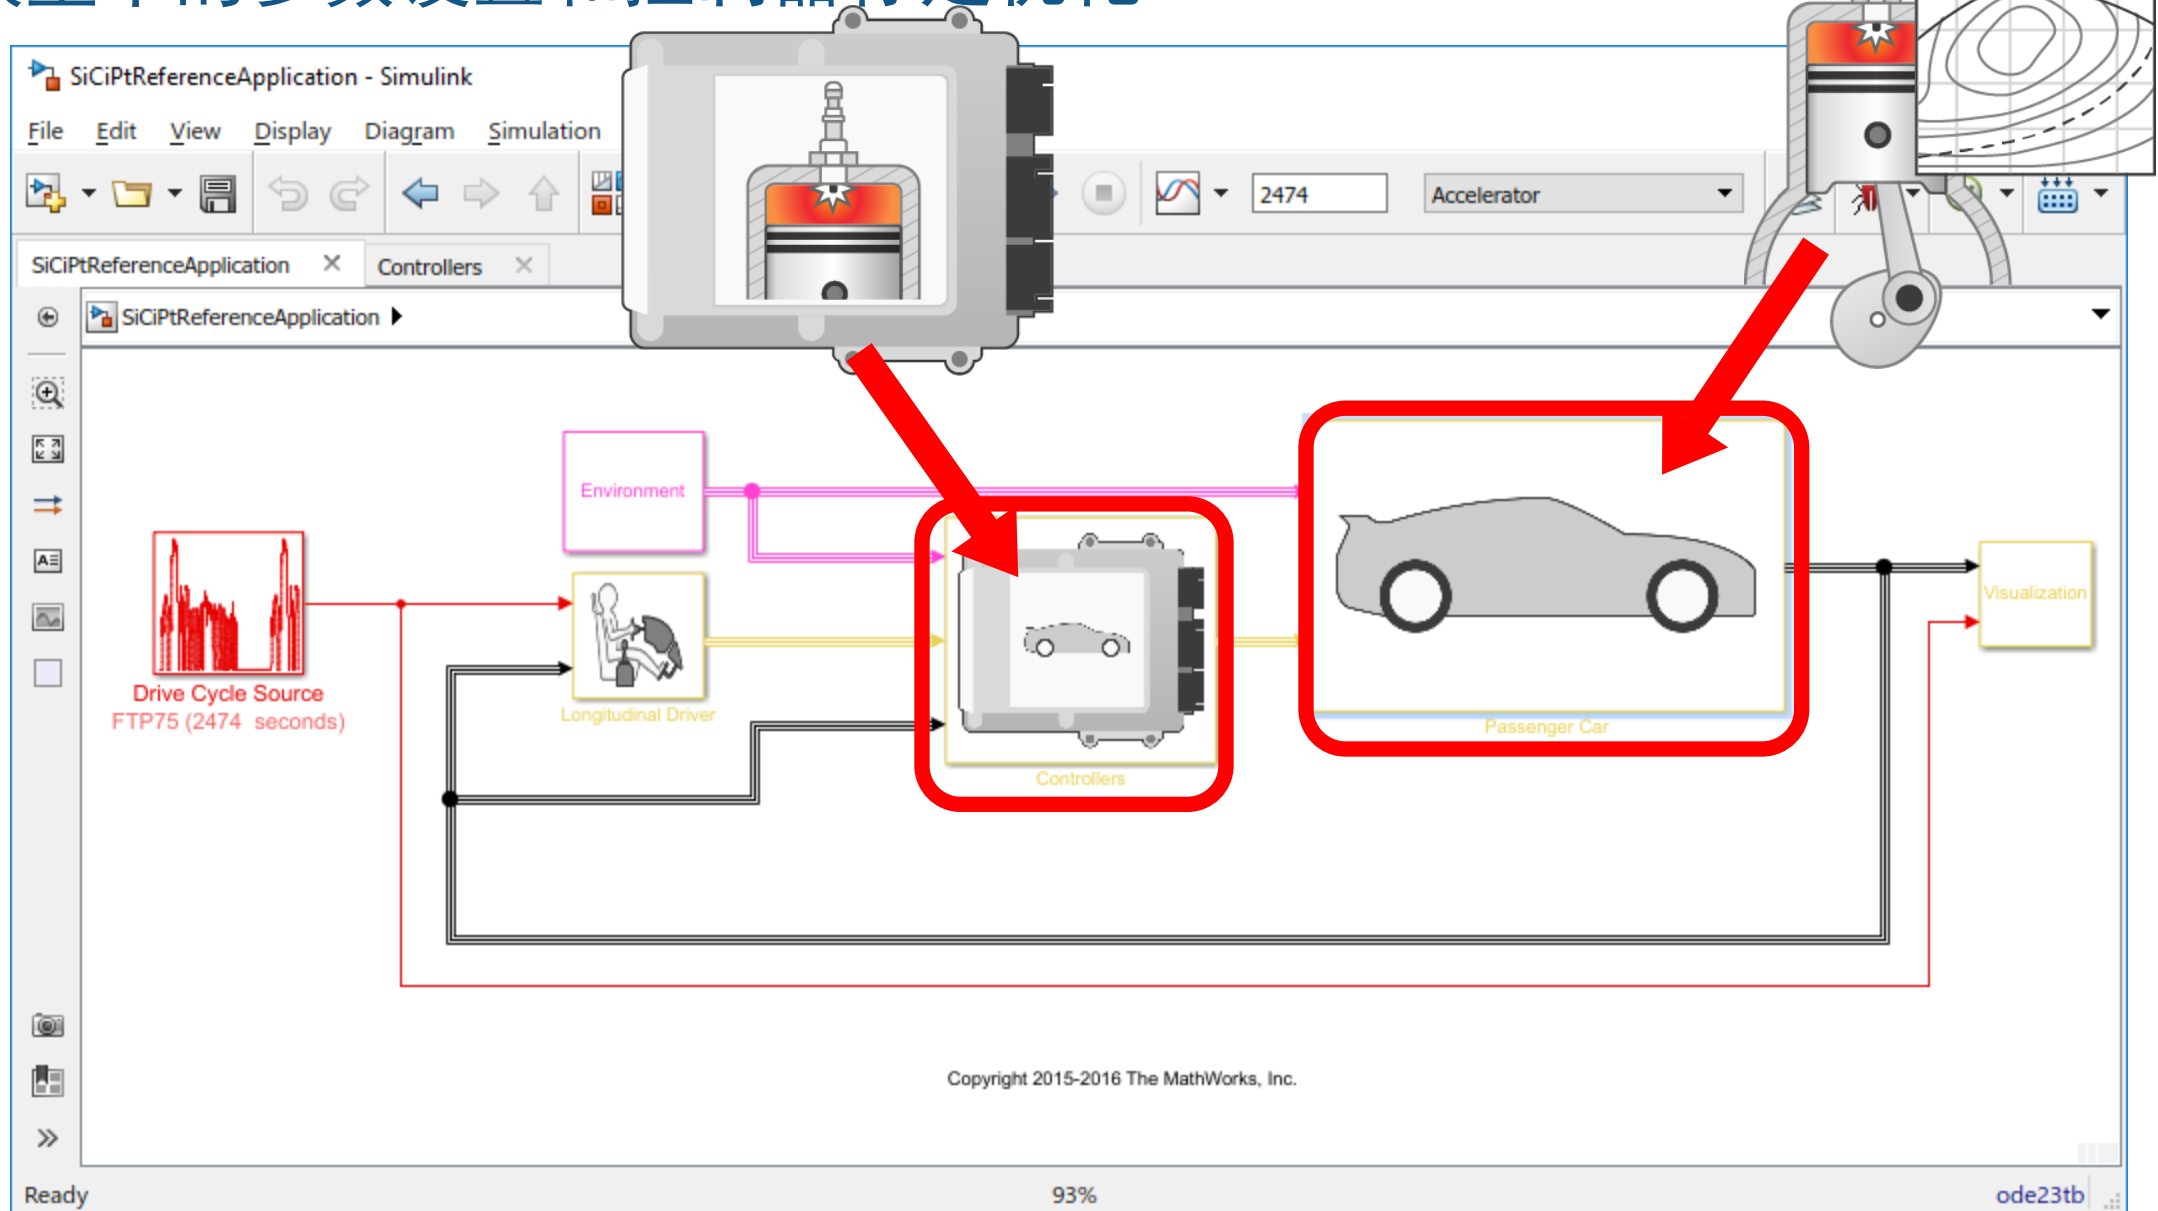 SiCiPtReferenceApplication - Simulink
File Edit View Display Diagram Simulation
2474
Accelerator
SiCiPtReferenceApplication
Controllers
SiCiPtReferenceApplication
Environment
Drive Cycle Source
FTP75 (2474 seconds)
Longitudinal Driver
Controllers
Passenger Car
Visualization
Copyright 2015-2016 The MathWorks, Inc.
Ready
93%
ode23tb